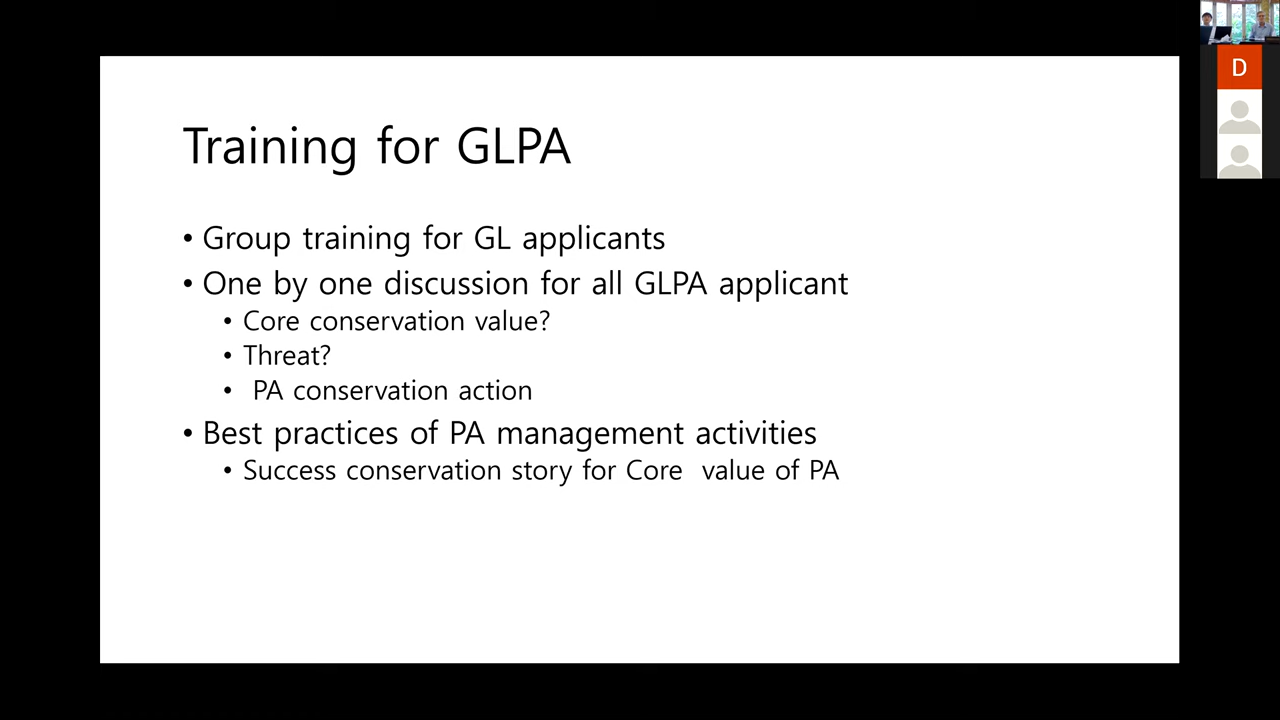 Training for GLPA
• Group training for GL applicants
• One by one discussion for all GLPA applicant
• Core conservation value?
• Threat?
• PA conservation action
• Best practices of PA management activities
• Success conservation story for Core  value of PA
D